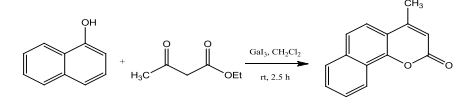 OH
+
O
O
H₃C
OEt
GaI₃, CH₂Cl₂
rt, 2.5 h
CH₃
O
O